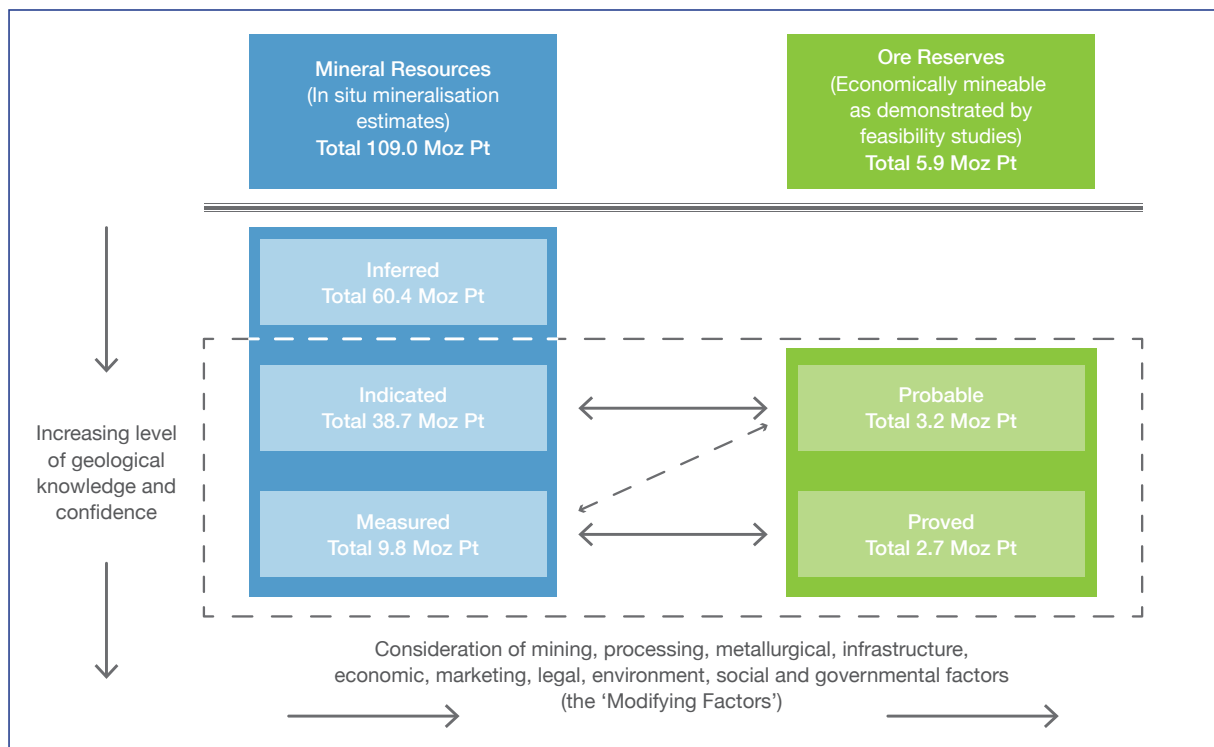 Mineral Resources
(In situ mineralisation
estimates)
Total 109.0 Moz Pt
Ore Reserves
(Economically mineable
as demonstrated by
feasibility studies)
Total 5.9 Moz Pt
Inferred
Total 60.4 Moz Pt
Indicated
Total 38.7 Moz Pt
Probable
Total 3.2 Moz Pt
Increasing level
of geological
knowledge and
confidence
Measured
Total 9.8 Moz Pt
Proved
Total 2.7 Moz Pt
Consideration of mining, processing, metallurgical, infrastructure,
economic, marketing, legal, environment, social and governmental factors
(the ‘Modifying Factors’)